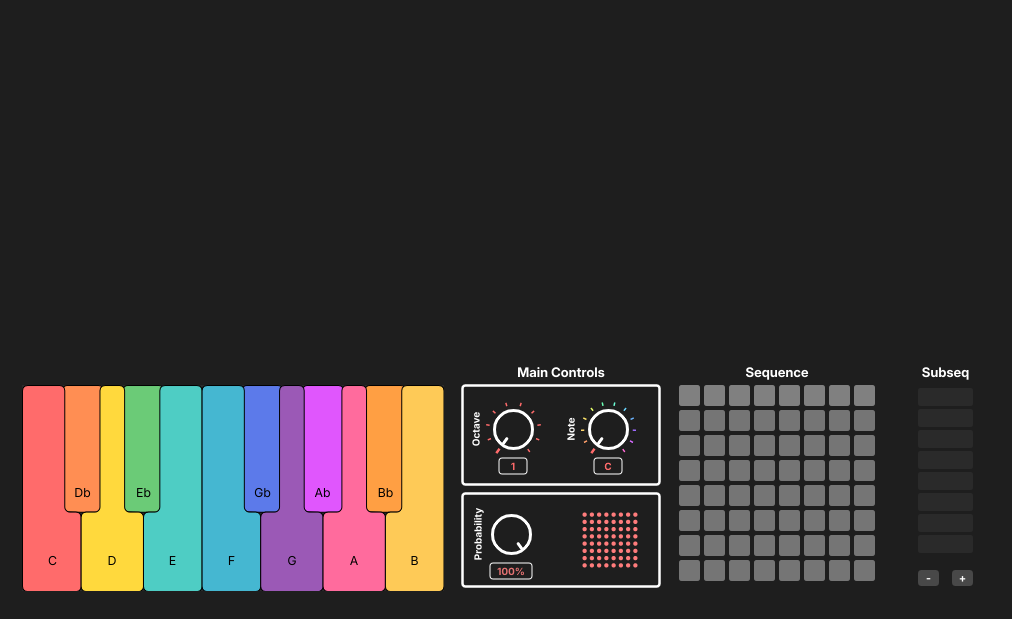 Main Controls
Sequence
Subseq
Octave
Note
1
C
Db
Eb
Gb
Ab
Bb
C
D
E
F
G
A
B
Probability
100%
-
+